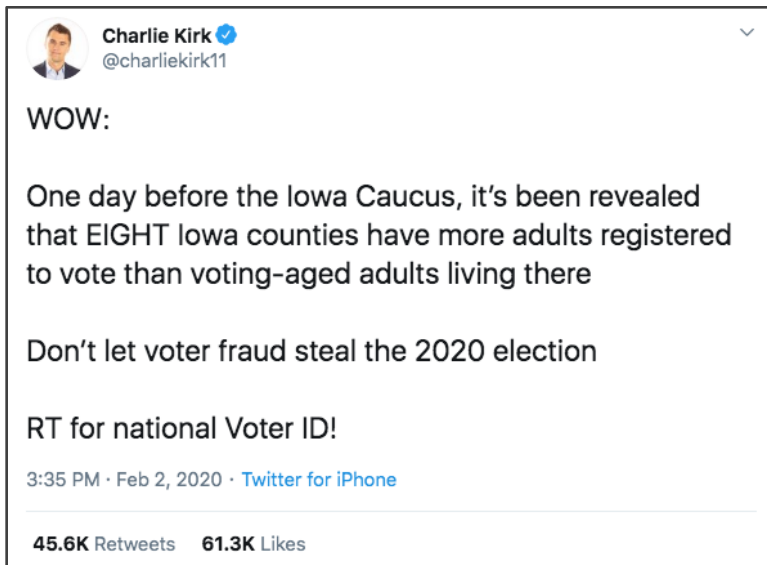 Charlie Kirk
@charliekirk11
WOW:
One day before the Iowa Caucus, it’s been revealed
that EIGHT Iowa counties have more adults registered
to vote than voting-aged adults living there
Don’t let voter fraud steal the 2020 election
RT for national Voter ID!
3:35 PM · Feb 2, 2020 · Twitter for iPhone
45.6K Retweets 61.3K Likes